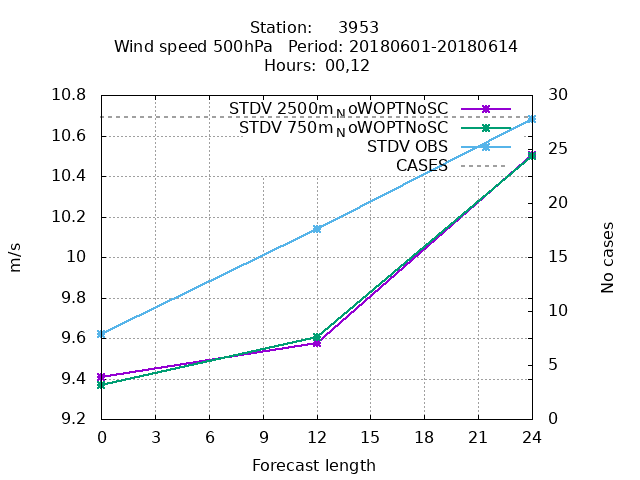 Station: 3953
Wind speed 500hPa Period: 20180601-20180614
Hours: 00,12
STDV 2500m_NoWOPTNoSC
STDV 750m_NoWOPTNoSC
STDV OBS
CASES
10.8
10.6
10.4
10.2
10
9.8
9.6
9.4
9.2
m/s
30
25
20
15
10
5
0
No cases
0 3 6 9 12 15 18 21 24
Forecast length